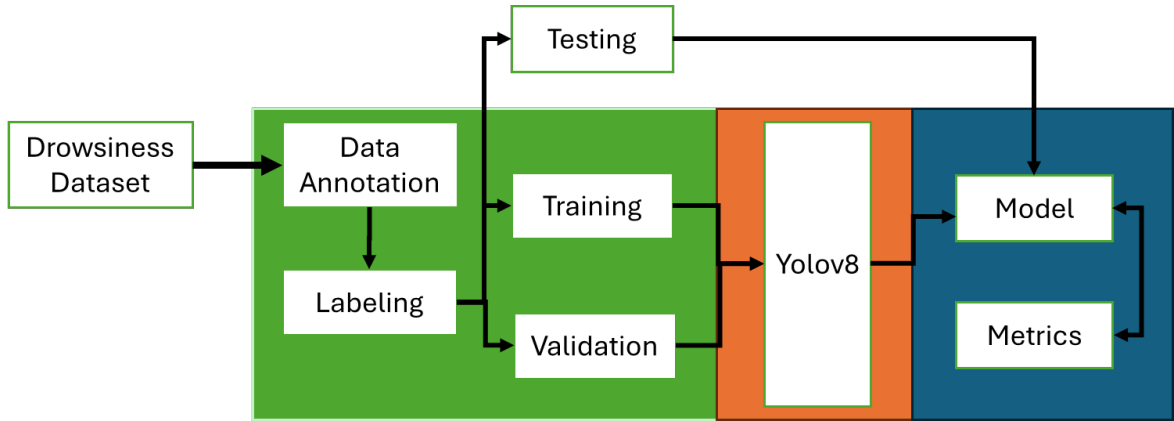 Testing
Drowsiness
Dataset
Data
Annotation
Labeling
Training
Validation
Yolov8
Model
Metrics